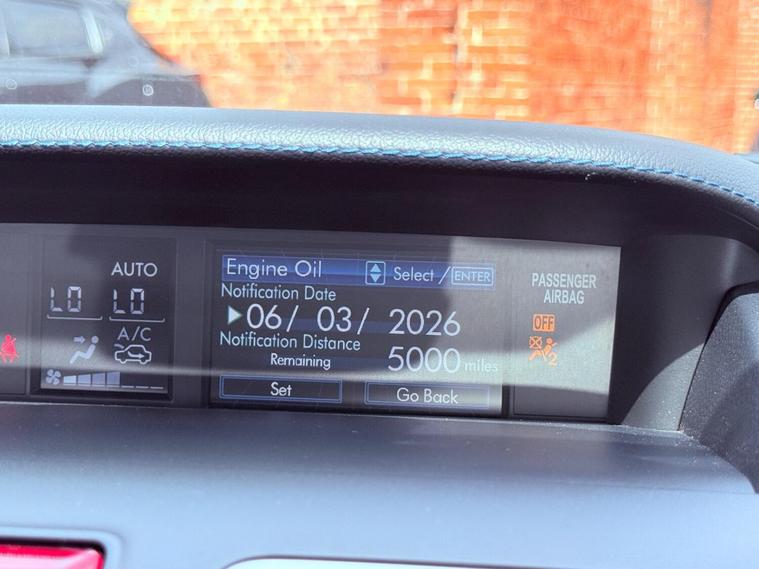 AUTO
LO LO
A/C
Engine Oil Select / ENTER
Notification Date
06/ 03/ 2026
Notification Distance
Remaining 5000 miles
Set Go Back
PASSENGER
AIRBAG
OFF
2